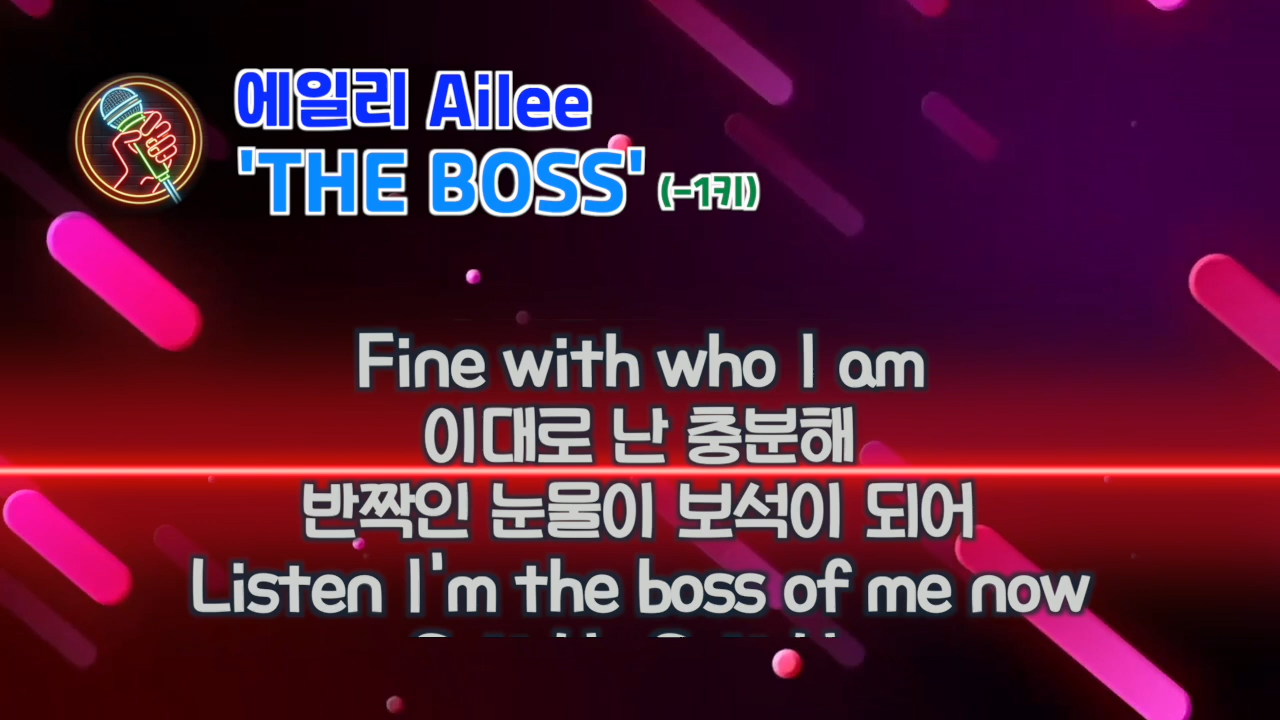 에일리 Ailee
'THE BOSS' (-1키)
Fine with who I am
이대로 난 충분해
반짝인 눈물이 보석이 되어
Listen I'm the boss of me now